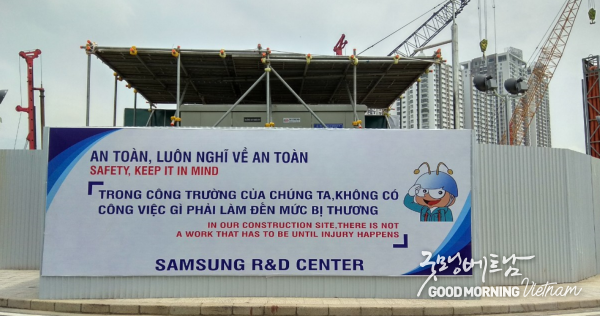 AN TOÀN, LUÔN NGHĨ VỀ AN TOÀN
SAFETY, KEEP IT IN MIND
TRONG CÔNG TRƯỜNG CỦA CHÚNG TA,KHÔNG CÓ
CÔNG VIỆC GÌ PHẢI LÀM ĐẾN MỨC BỊ THƯƠNG
IN OUR CONSTRUCTION SITE,THERE IS NOT
A WORK THAT HAS TO BE UNTIL INJURY HAPPENS
SAMSUNG R&D CENTER
굿모닝베트남
GOOD MORNING Vietnam